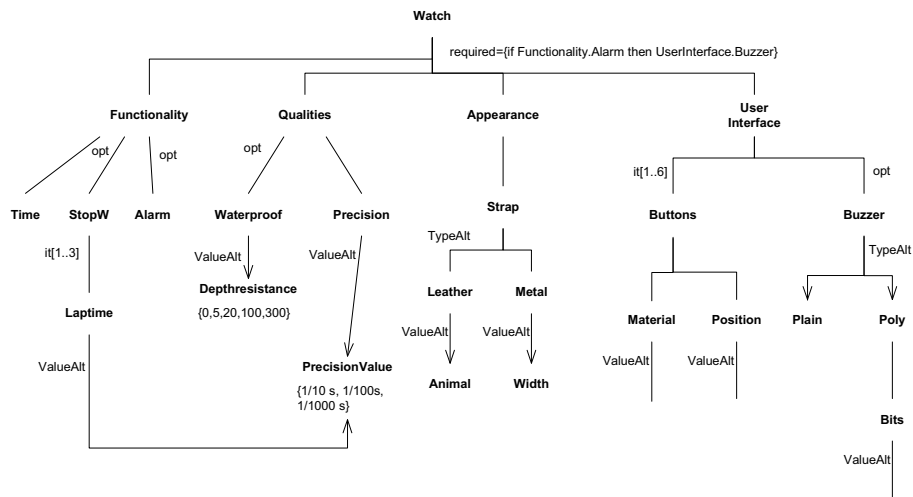 Watch
required={if Functionality.Alarm then UserInterface.Buzzer}
Functionality
Qualities
Appearance
User
Interface
opt
opt
opt
it[1..6]
opt
Time
StopW
Alarm
Waterproof
Precision
Strap
Buttons
Buzzer
it[1..3]
ValueAlt
ValueAlt
TypeAlt
TypeAlt
Depthresistance
{0,5,20,100,300}
Leather
Metal
Laptime
Material
Position
Plain
Poly
ValueAlt
ValueAlt
ValueAlt
ValueAlt
ValueAlt
PrecisionValue
{1/10 s, 1/100s,
1/1000 s}
Animal
Width
Bits
ValueAlt